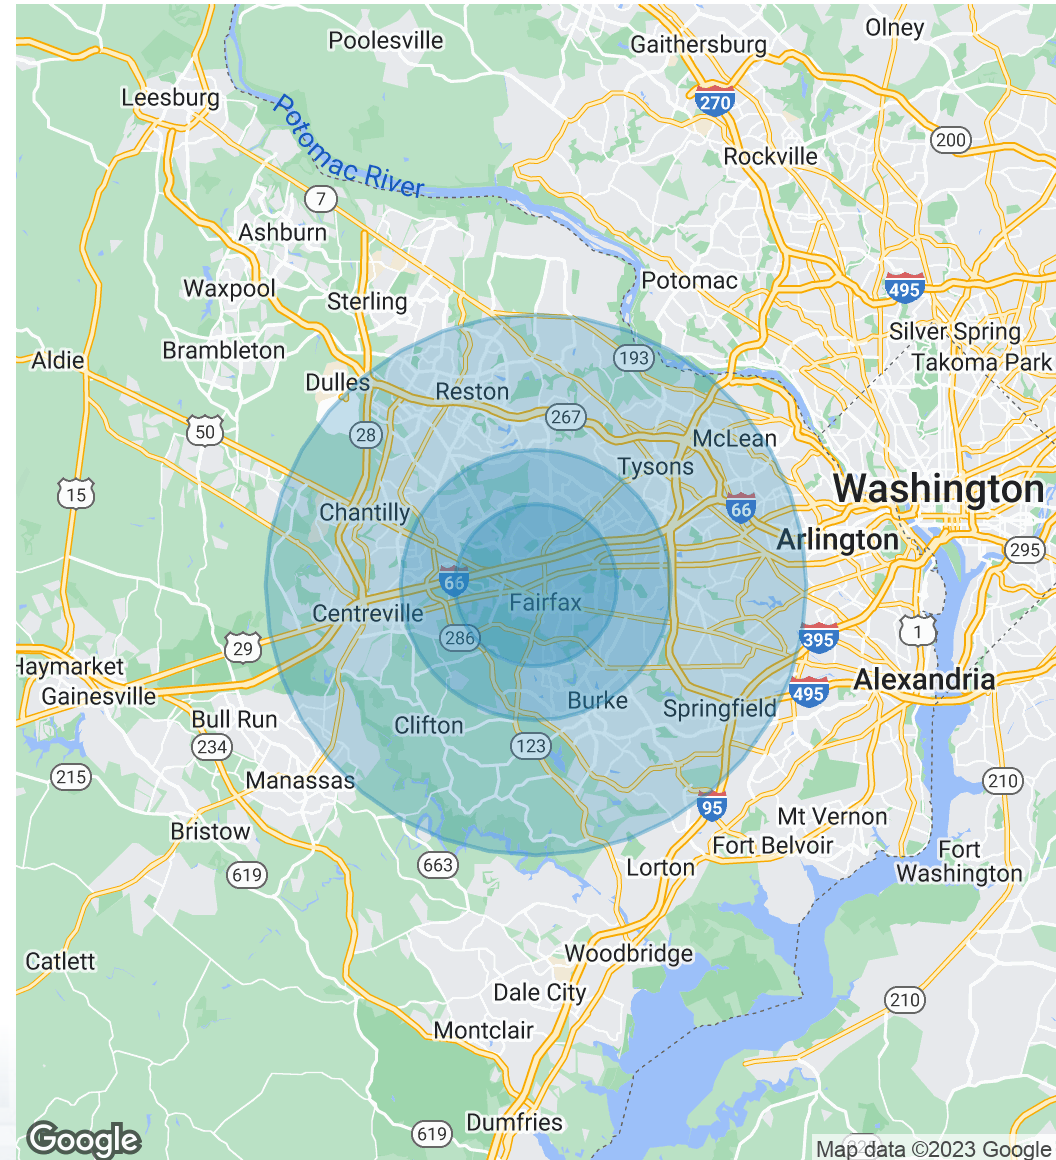 Olney
Poolesville
Gaithersburg
270
Leesburg
200
Potomac River
Rockville
7
Ashburn
Potomac
Waxpool
495
Sterling
Silver Spring
Brambleton
193
Aldie
Takoma Park
Dulles
Reston
267
50
28
McLean
Tysons
15
Washington
Chantilly
66
Arlington
295
66
Fairfax
Centreville
286
395
1
29
Haymarket
Gainesville
Alexandria
495
Burke
Springfield
Bull Run
Clifton
234
123
215
Manassas
210
95
Mt Vernon
Bristow
Fort Belvoir
Fort
Washington
663
Lorton
619
Woodbridge
Catlett
Dale City
210
Montclair
Dumfries
619
Google
Map data ©2023 Google